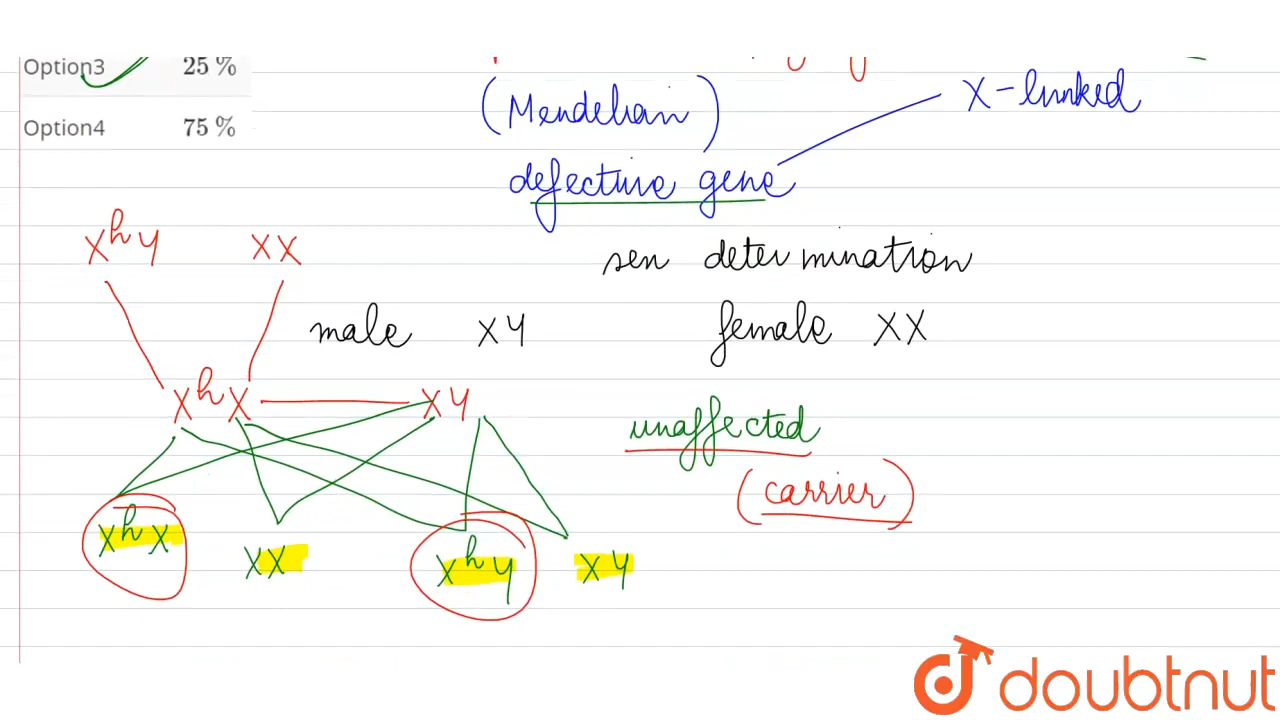 Option3 25 %
X-linked
(Mendelian)
Option4 75 %
defective gene
XʰY XX
sex determination
male XY female XX
XʰX XY
unaffected
(carrier)
XʰX XX XʰY XY
doubtnut